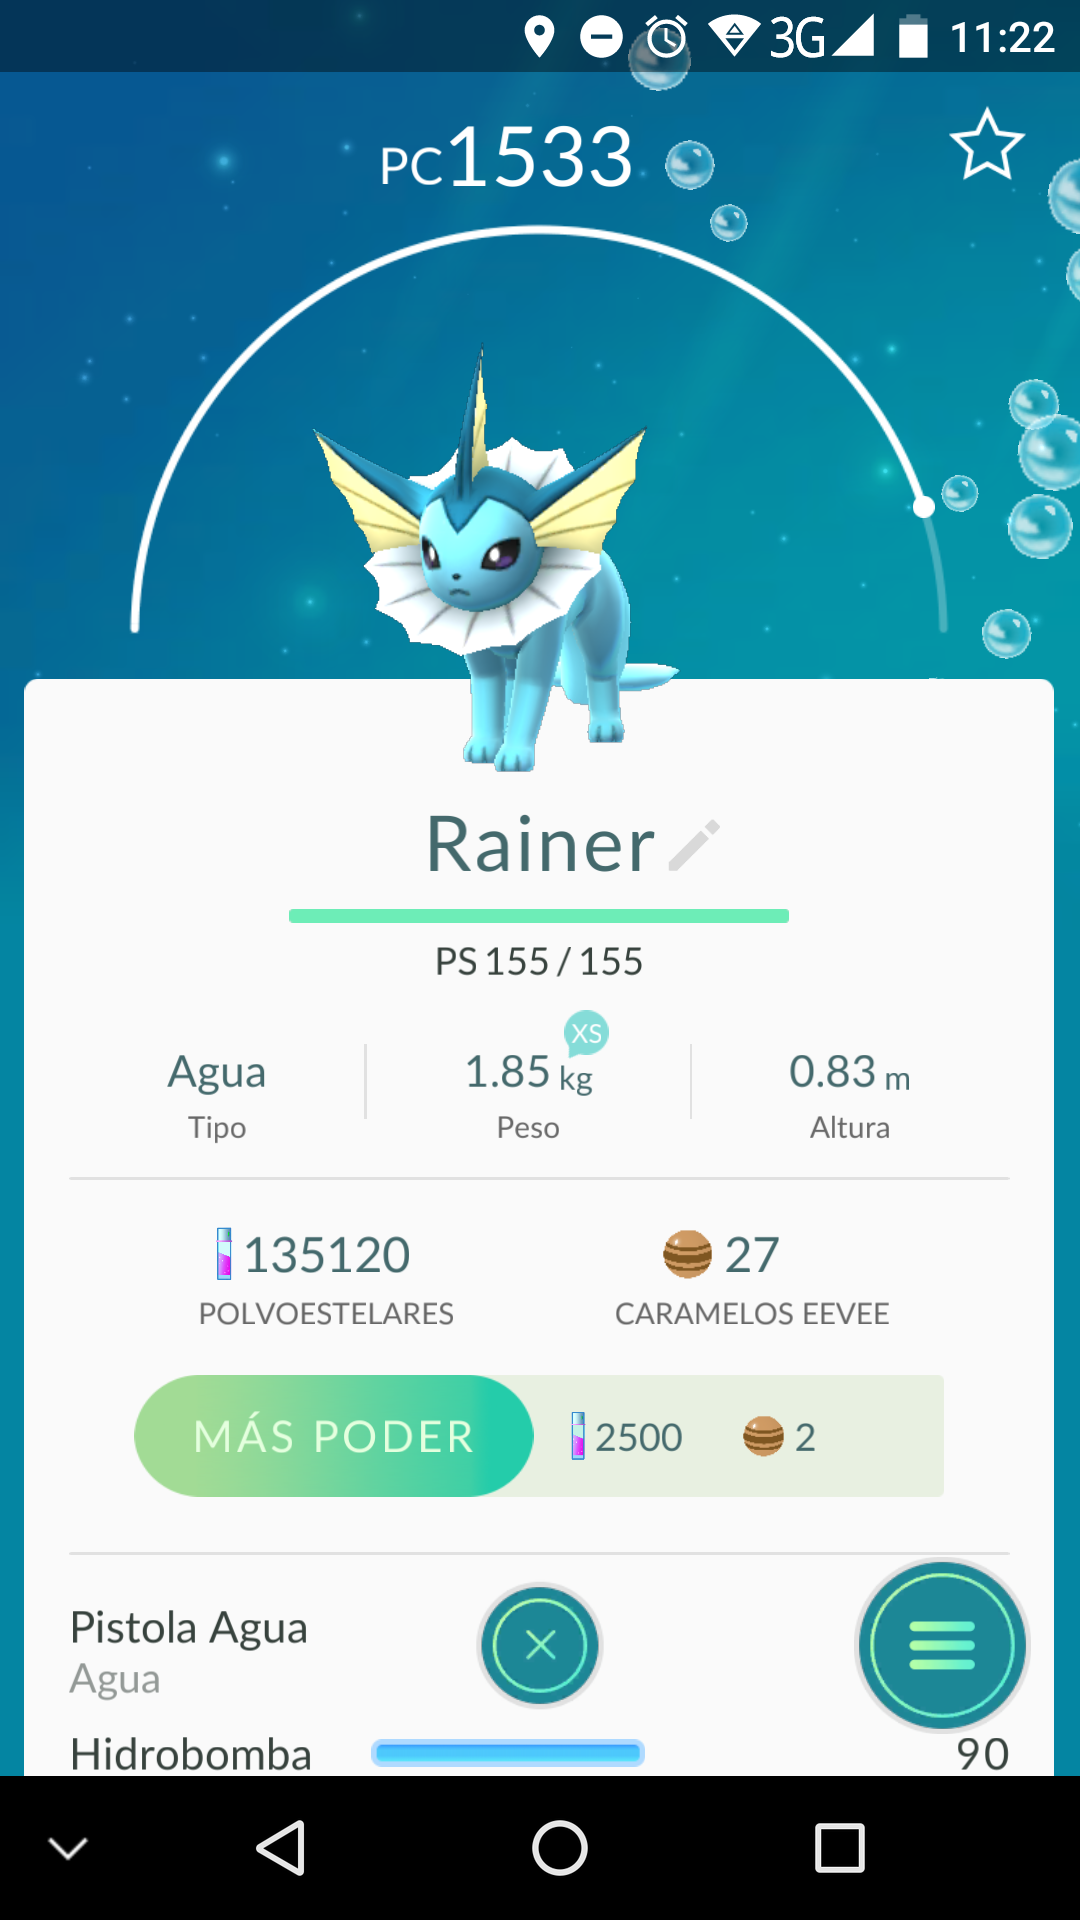 3G 11:22
PC1533
Rainer
PS 155 / 155
XS
Agua 1.85 kg 0.83 m
Tipo Peso Altura
135120 27
POLVOESTELARES CARAMELOS EEVEE
MÁS PODER 2500 2
Pistola Agua
Agua
Hidrobomba 90